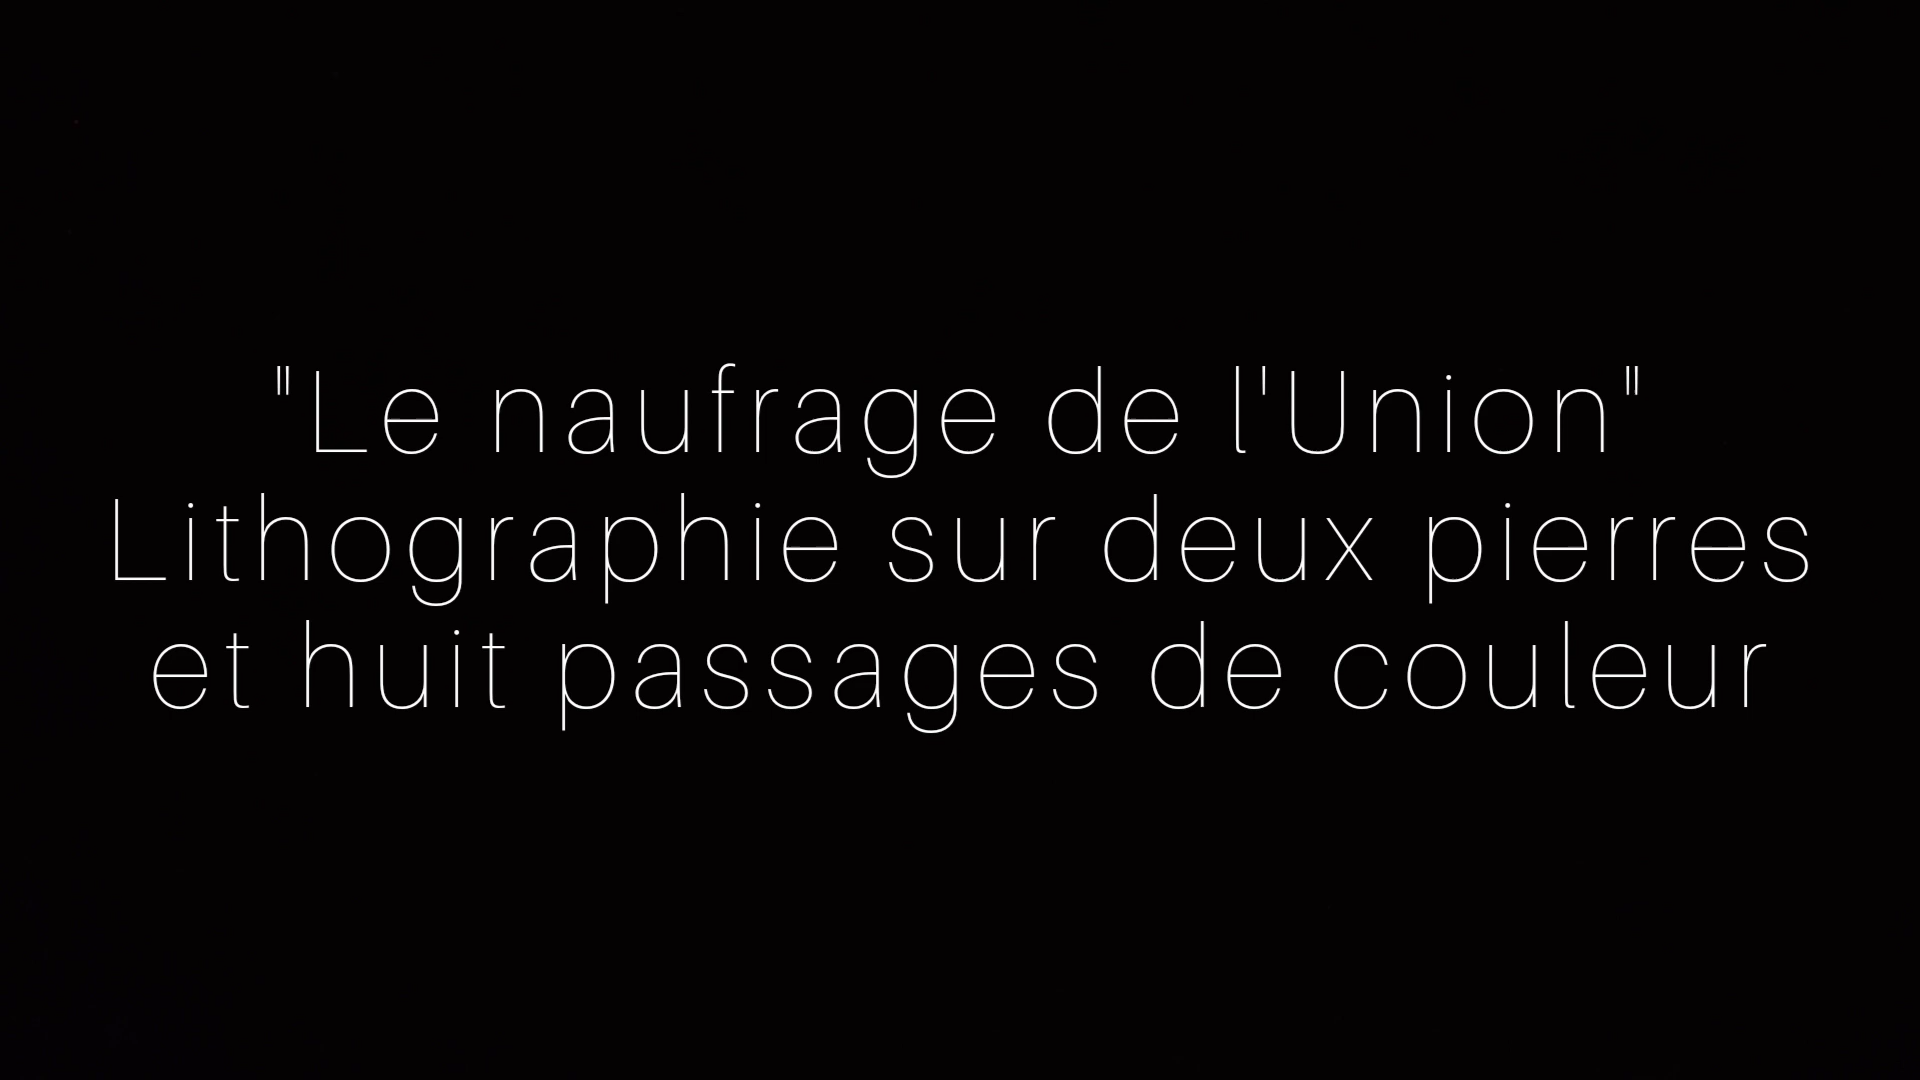 "Le naufrage de l'Union"
Lithographie sur deux pierres
et huit passages de couleur